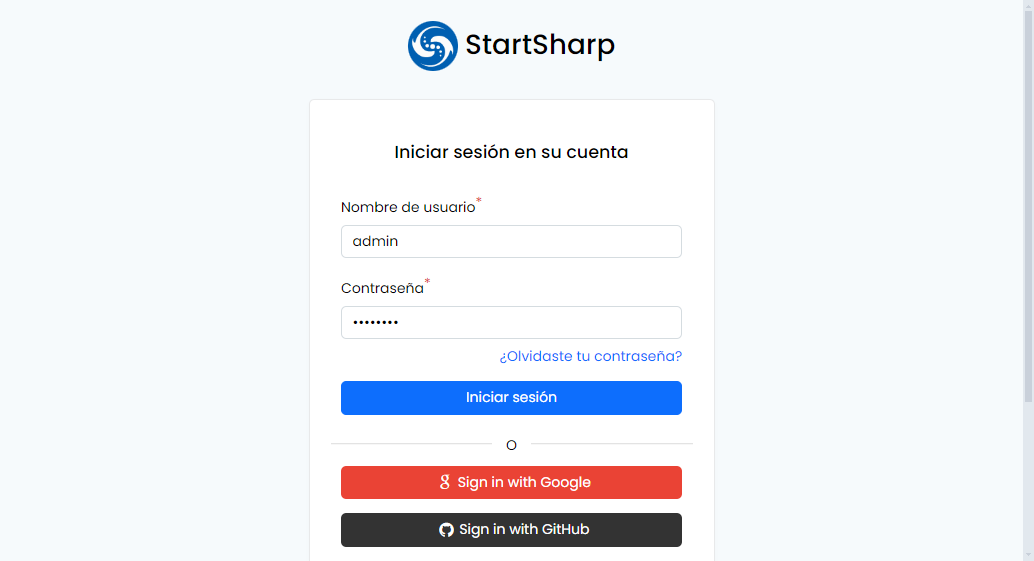 StartSharp
Iniciar sesión en su cuenta
Nombre de usuario*
admin
Contraseña*
••••••••
¿Olvidaste tu contraseña?
Iniciar sesión
O
Sign in with Google
Sign in with GitHub